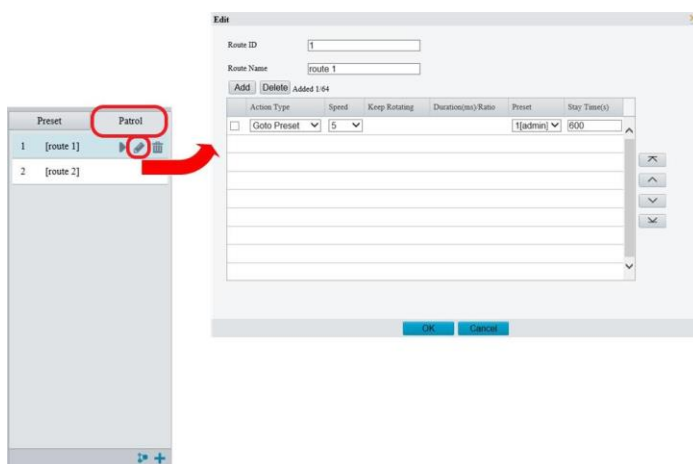 Edit
Route ID 1
Route Name route 1
Add Delete Added 1/64
Action Type Speed Keep Rotating Duration(ms)/Ratio Preset Stay Time(s)
Goto Preset 5 1[admin] 600
OK Cancel
Preset Patrol
1 [route 1]
2 [route 2]